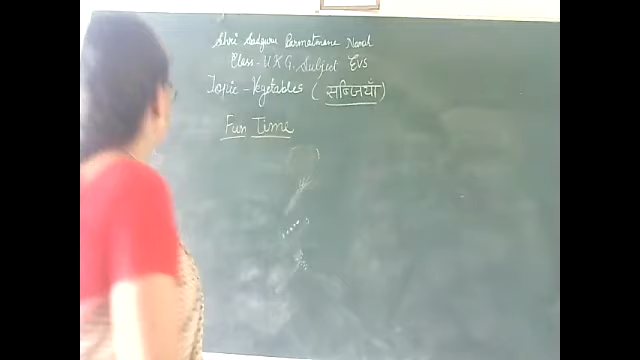 Shri Sadguru Parmatmane Namah
Class - U.K.G. Subject EVS
Topic - Vegetables ( सब्जियाँ )
Fun Time